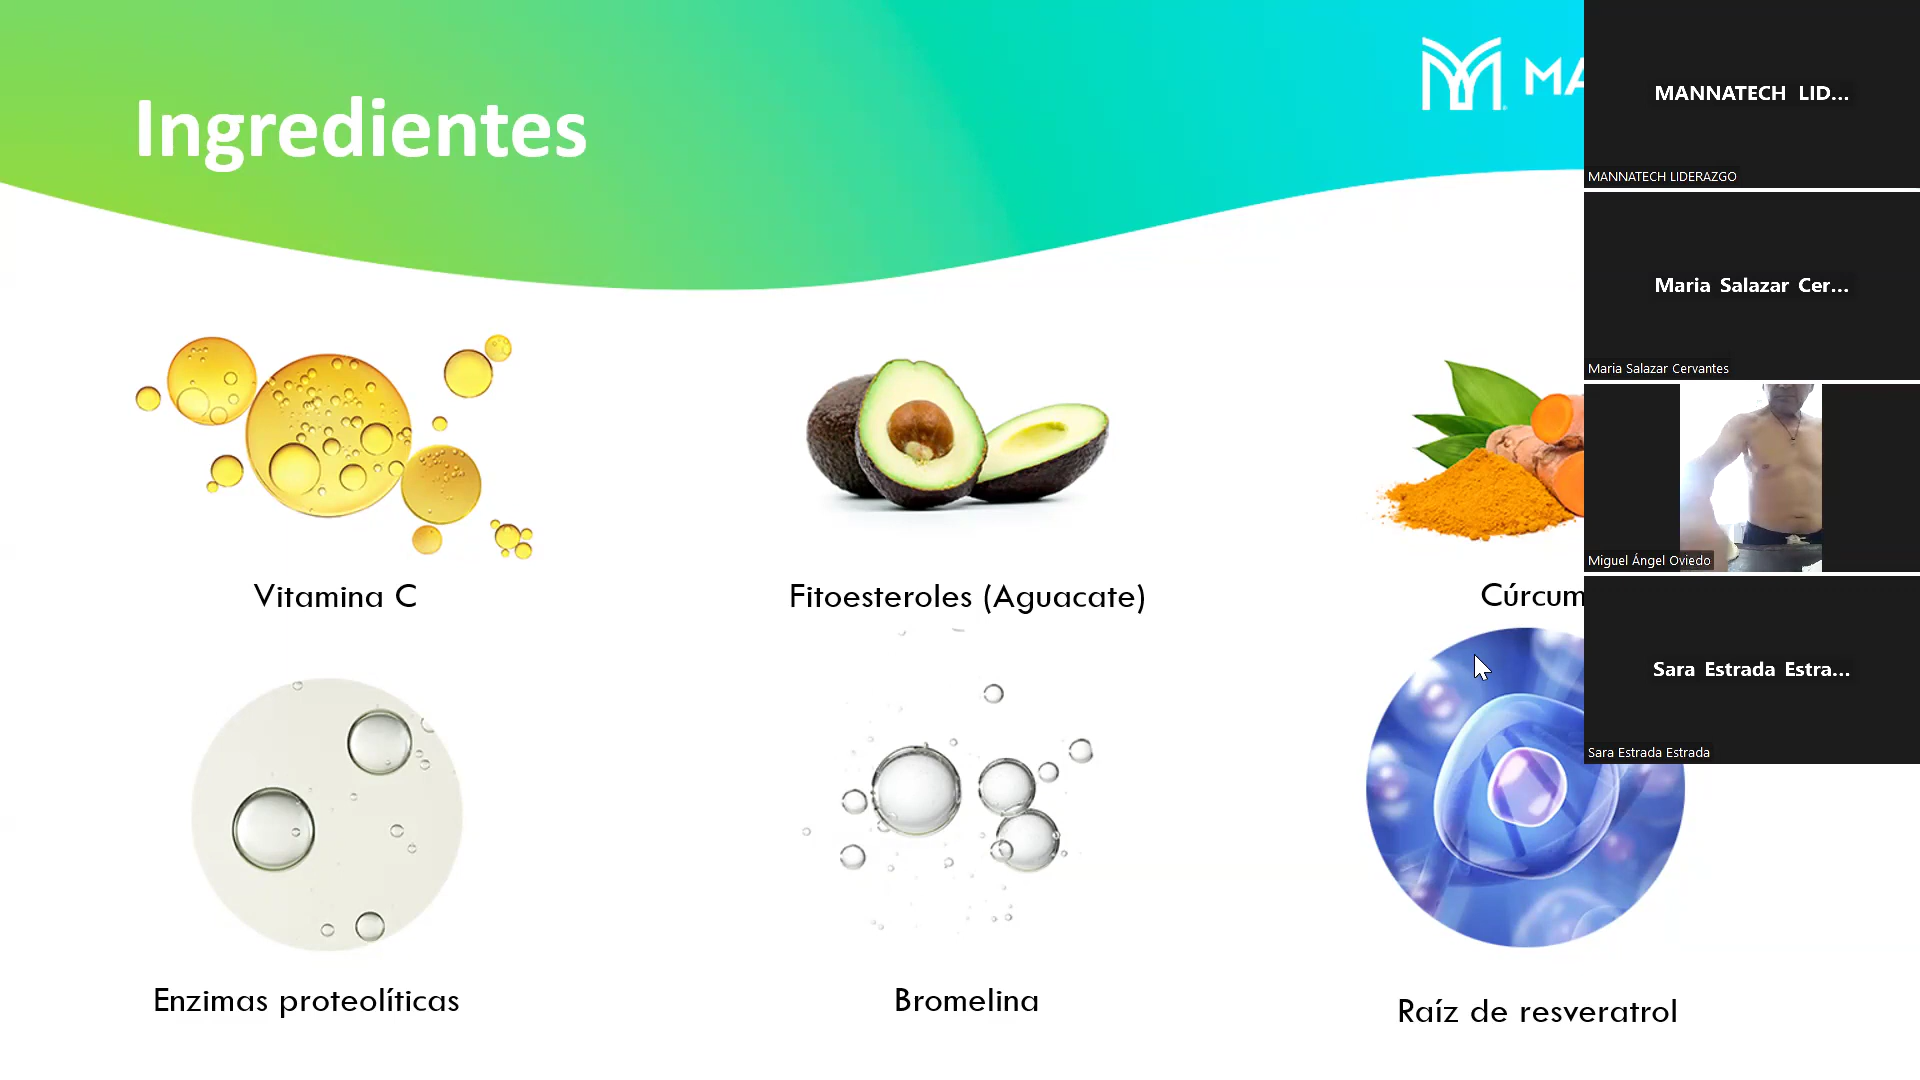 Ingredientes
MA
MANNATECH LID...
MANNATECH LIDERAZGO
Maria Salazar Cer...
Maria Salazar Cervantes
Miguel Ángel Oviedo
Sara Estrada Estra...
Sara Estrada Estrada
Vitamina C
Fitoesteroles (Aguacate)
Cúrcum
Enzimas proteolíticas
Bromelina
Raíz de resveratrol